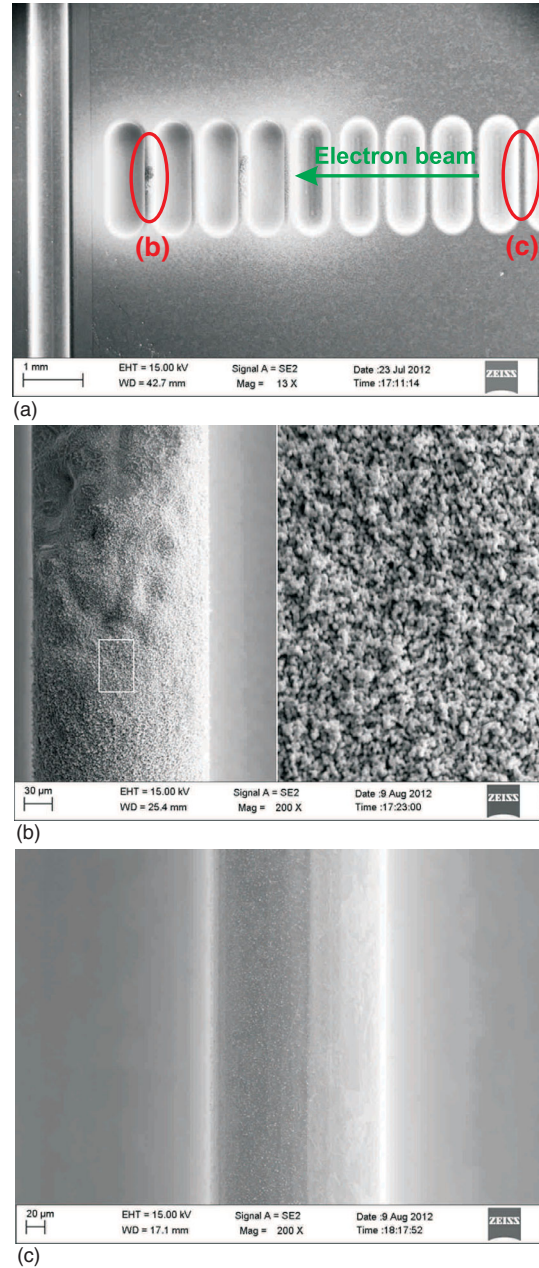 Electron beam
(b)
(c)
1 mm
EHT = 15.00 kV
WD = 42.7 mm
Signal A = SE2
Mag = 13 X
Date :23 Jul 2012
Time :17:11:14
ZEISS
(a)
30 µm
EHT = 15.00 kV
WD = 25.4 mm
Signal A = SE2
Mag = 200 X
Date :9 Aug 2012
Time :17:23:00
ZEISS
(b)
20 µm
EHT = 15.00 kV
WD = 17.1 mm
Signal A = SE2
Mag = 200 X
Date :9 Aug 2012
Time :18:17:52
ZEISS
(c)